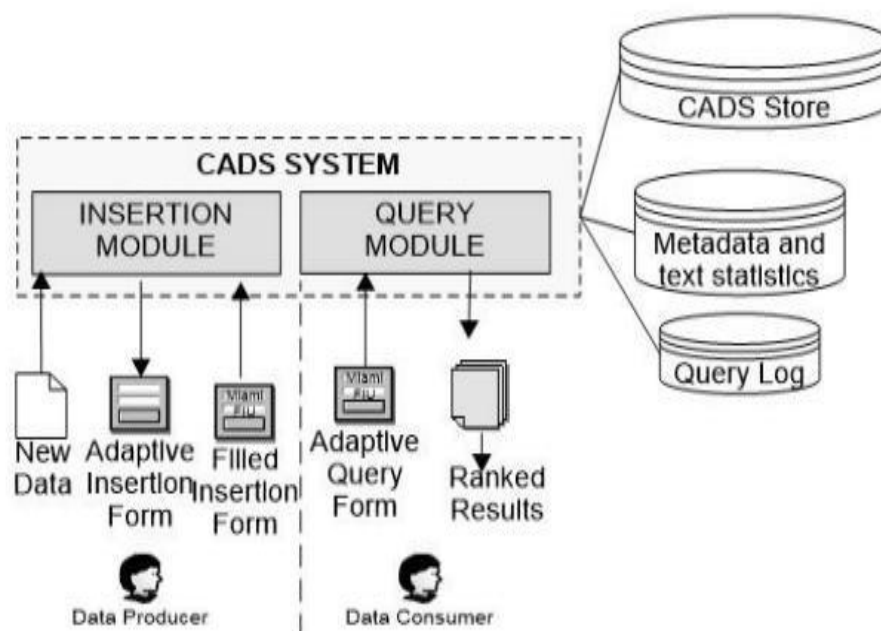 CADS Store
CADS SYSTEM
INSERTION
MODULE
QUERY
MODULE
Metadata and
text statistics
Query Log
New
Data
Adaptive
Insertion
Form
Miami
FIU
Filled
Insertion
Form
Miami
FIU
Adaptive
Query
Form
Ranked
Results
Data Producer
Data Consumer